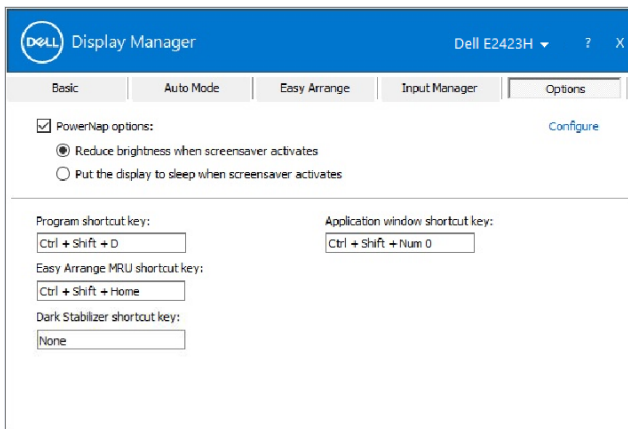 DELL Display Manager Dell E2423H ? X
Basic Auto Mode Easy Arrange Input Manager Options
PowerNap options: Configure
Reduce brightness when screensaver activates
Put the display to sleep when screensaver activates
Program shortcut key: Application window shortcut key:
Ctrl + Shift + D Ctrl + Shift + Num 0
Easy Arrange MRU shortcut key:
Ctrl + Shift + Home
Dark Stabilizer shortcut key:
None